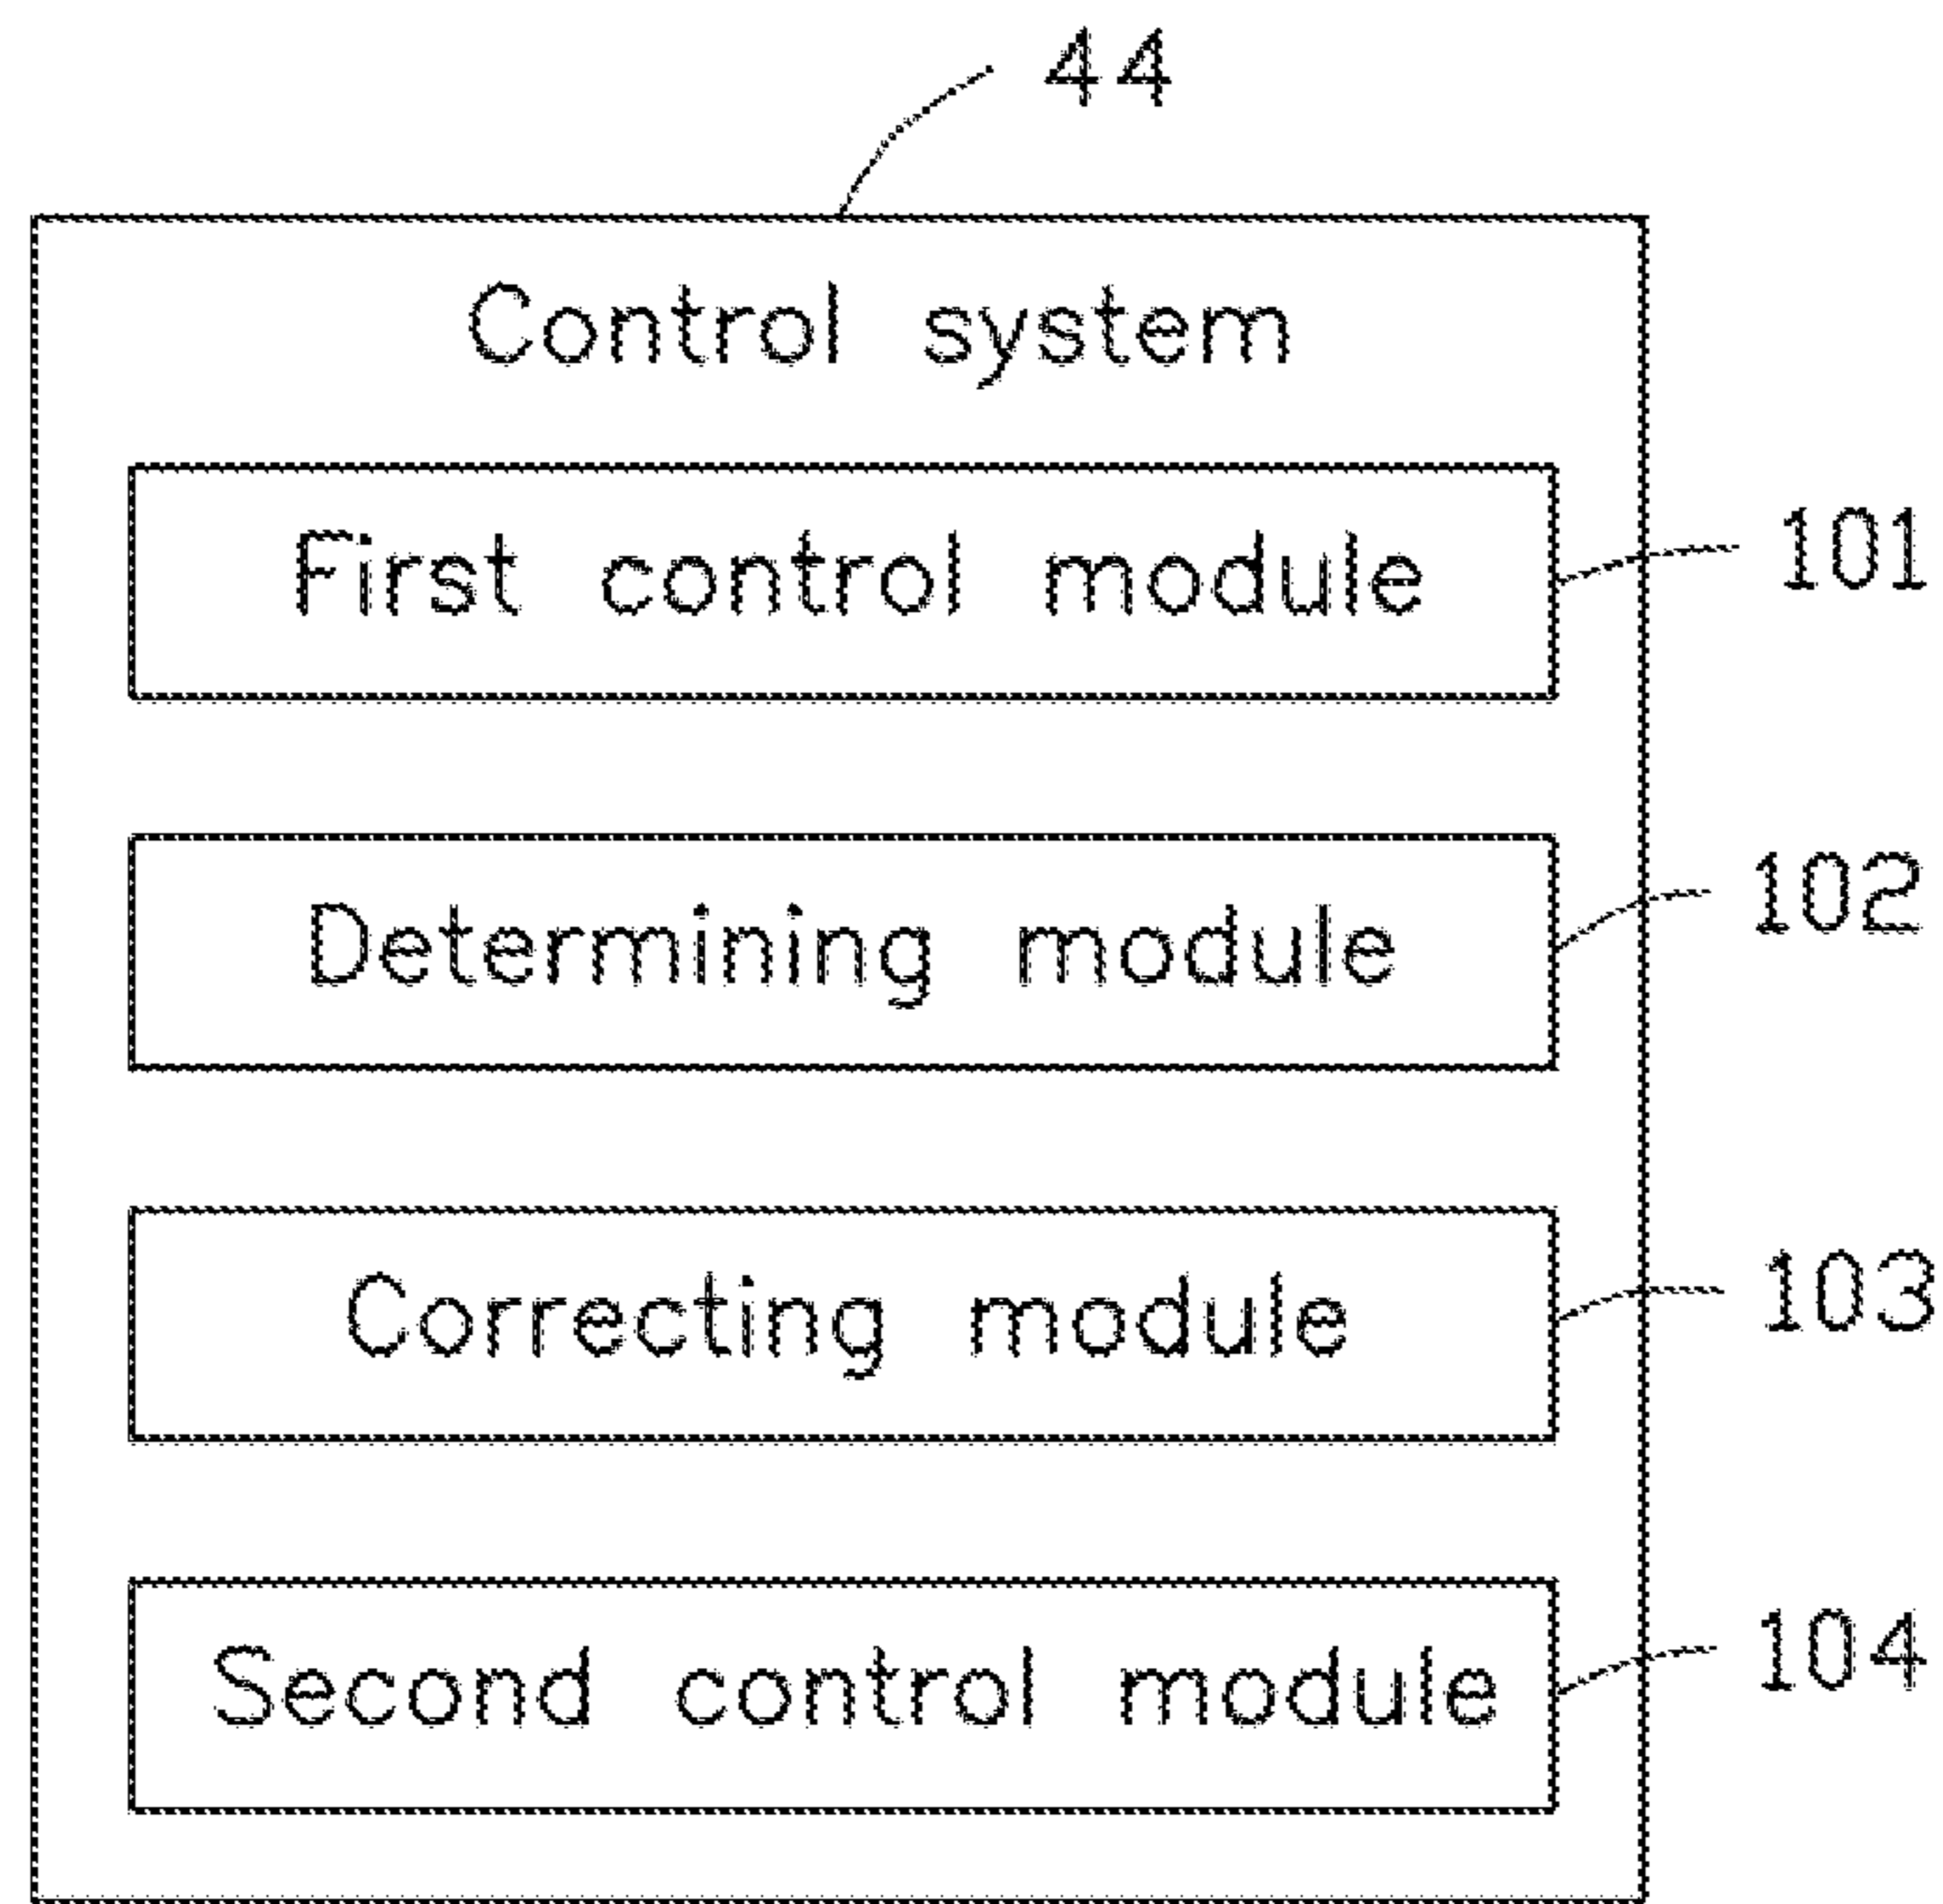 44
Control system
First control module
101
Determining module
102
Correcting module
103
Second control module
104